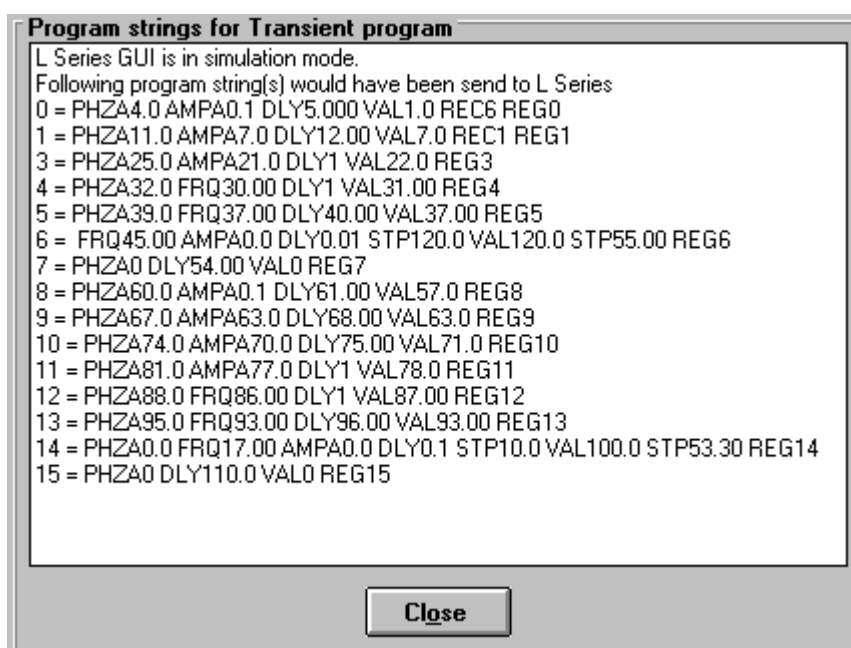 Program strings for Transient program
L Series GUI is in simulation mode.
Following program string(s) would have been send to L Series
0 = PHZA4.0 AMPA0.1 DLY5.000 VAL1.0 REC6 REG0
1 = PHZA11.0 AMPA7.0 DLY12.00 VAL7.0 REC1 REG1
3 = PHZA25.0 AMPA21.0 DLY1 VAL22.0 REG3
4 = PHZA32.0 FRQ30.00 DLY1 VAL31.00 REG4
5 = PHZA39.0 FRQ37.00 DLY40.00 VAL37.00 REG5
6 =  FRQ45.00 AMPA0.0 DLY0.01 STP120.0 VAL120.0 STP55.00 REG6
7 = PHZA0 DLY54.00 VAL0 REG7
8 = PHZA60.0 AMPA0.1 DLY61.00 VAL57.0 REG8
9 = PHZA67.0 AMPA63.0 DLY68.00 VAL63.0 REG9
10 = PHZA74.0 AMPA70.0 DLY75.00 VAL71.0 REG10
11 = PHZA81.0 AMPA77.0 DLY1 VAL78.0 REG11
12 = PHZA88.0 FRQ86.00 DLY1 VAL87.00 REG12
13 = PHZA95.0 FRQ93.00 DLY96.00 VAL93.00 REG13
14 = PHZA0.0 FRQ17.00 AMPA0.0 DLY0.1 STP10.0 VAL100.0 STP53.30 REG14
15 = PHZA0 DLY110.0 VAL0 REG15
Close